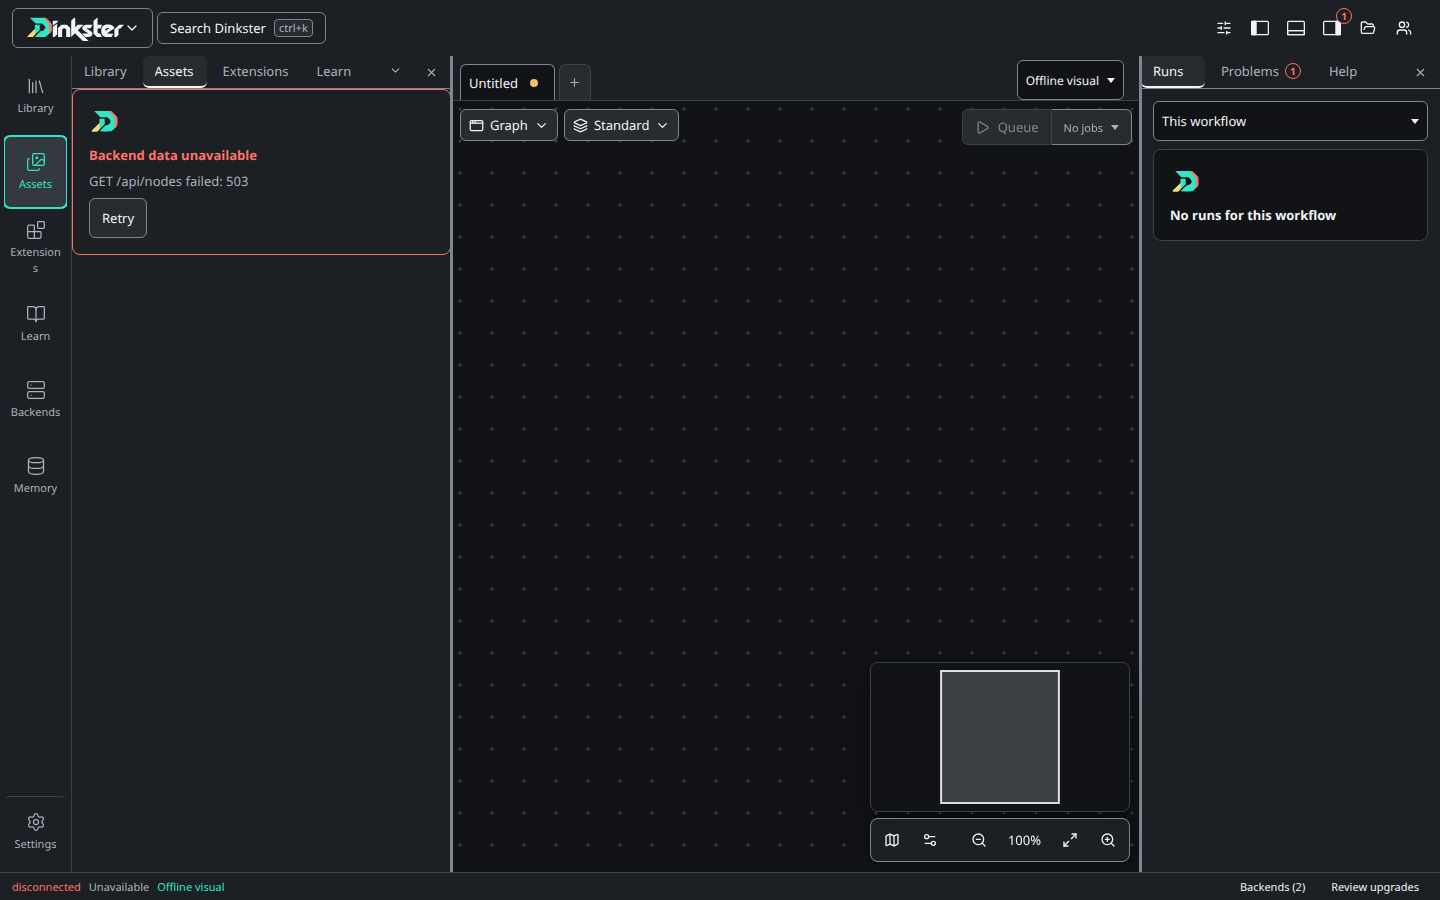 Dinkster
Search Dinkster ctrl+k
1
Library
Assets
Extension
s
Learn
Backends
Memory
Settings
Library Assets Extensions Learn
Backend data unavailable
GET /api/nodes failed: 503
Retry
Untitled
Offline visual
Graph Standard
Queue No jobs
100%
Runs Problems 1 Help
This workflow
No runs for this workflow
disconnected Unavailable Offline visual
Backends (2) Review upgrades